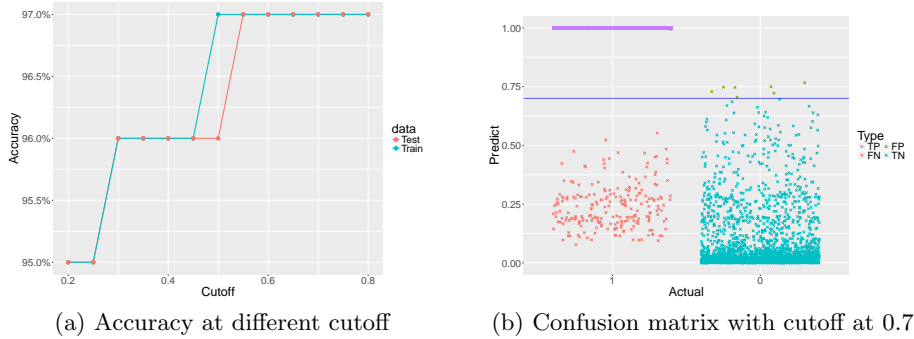 97.0%
96.5%
96.0%
95.5%
95.0%
Accuracy
0.2 0.4 0.6 0.8
Cutoff
data
Test
Train
(a) Accuracy at different cutoff
1.00
0.75
0.50
0.25
0.00
Predict
1 0
Actual
Type
TP FP
FN TN
(b) Confusion matrix with cutoff at 0.7